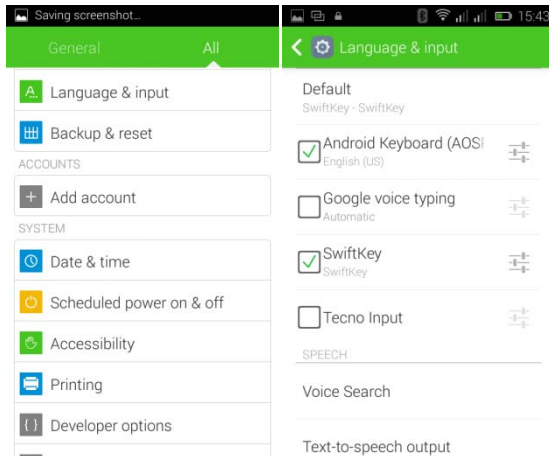 Saving screenshot...
General
All
Language & input
Backup & reset
ACCOUNTS
Add account
SYSTEM
Date & time
Scheduled power on & off
Accessibility
Printing
Developer options
15:43
Language & input
Default
SwiftKey - SwiftKey
Android Keyboard (AOSP
English (US)
Google voice typing
Automatic
SwiftKey
SwiftKey
Tecno Input
SPEECH
Voice Search
Text-to-speech output